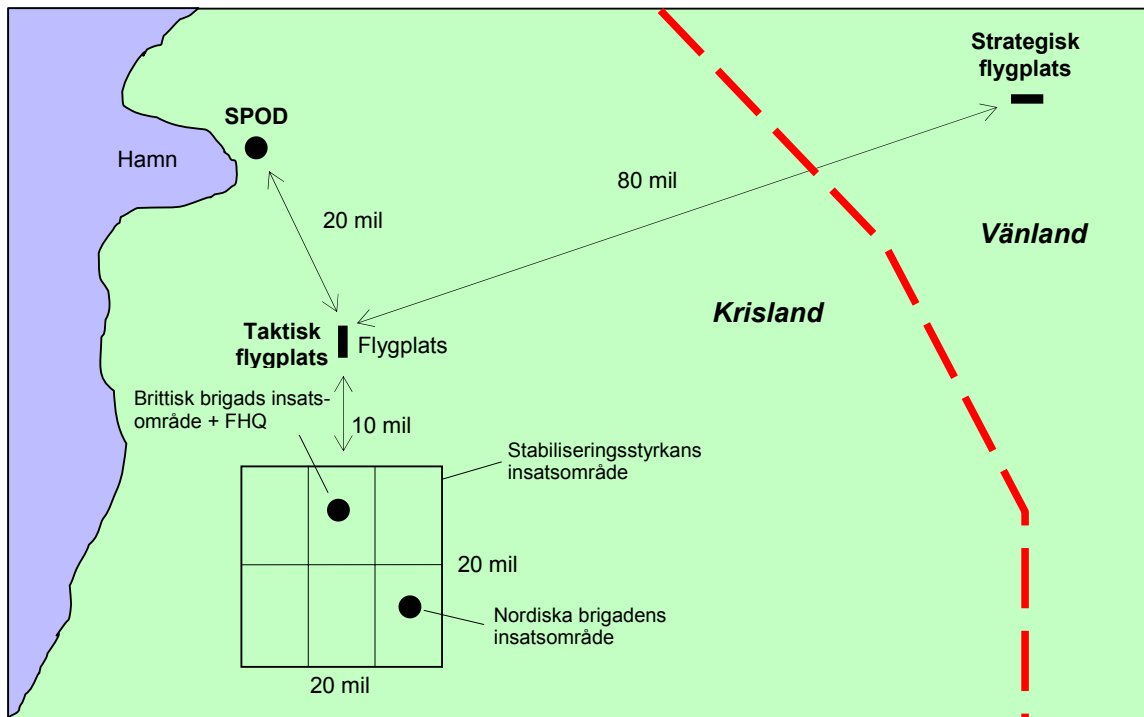 Strategisk
flygplats
SPOD
Hamn
80 mil
20 mil
Vänland
Krisland
Taktisk
flygplats
Flygplats
Brittisk brigads insats-
område + FHQ
10 mil
Stabiliseringsstyrkans
insatsområde
20 mil
Nordiska brigadens
insatsområde
20 mil